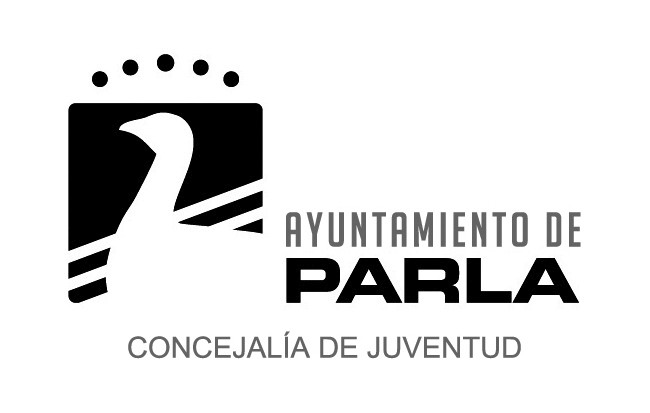 AYUNTAMIENTO DE
PARLA
CONCEJALÍA DE JUVENTUD